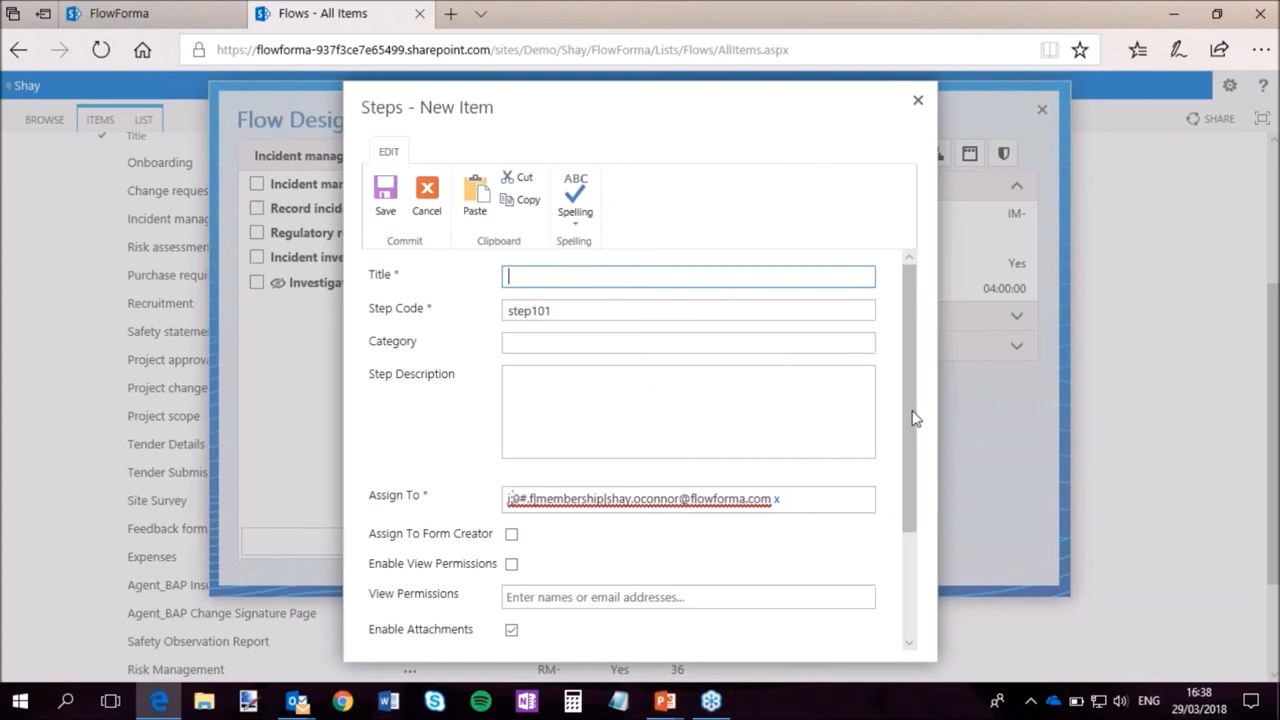 FlowForma
Flows - All Items
https://flowforma-937f3ce7e65499.sharepoint.com/sites/Demo/Shay/FlowForma/Lists/Flows/AllItems.aspx
Shay
BROWSE ITEMS LIST
SHARE
Title
Onboarding
Change reques
Incident manag
Risk assessmen
Purchase requi
Recruitment
Safety stateme
Project approva
Project change
Project scope
Tender Details
Tender Submis
Site Survey
Feedback form
Expenses
Agent_BAP Insu
Agent_BAP Change Signature Page
Safety Observation Report
Risk Management ... RM- Yes 36
Flow Desig
Incident manag
Incident mar
Record incid
Regulatory r
Incident inve
Investiga
IM-
Yes
04:00:00
Steps - New Item
EDIT
Save
Cancel
Commit
Paste
Cut
Copy
Clipboard
ABC
Spelling
Spelling
Title *
Step Code * step101
Category
Step Description
Assign To * i:0#.f|membership|shay.oconnor@flowforma.com x
Assign To Form Creator
Enable View Permissions
View Permissions Enter names or email addresses...
Enable Attachments
ENG
16:38
29/03/2018